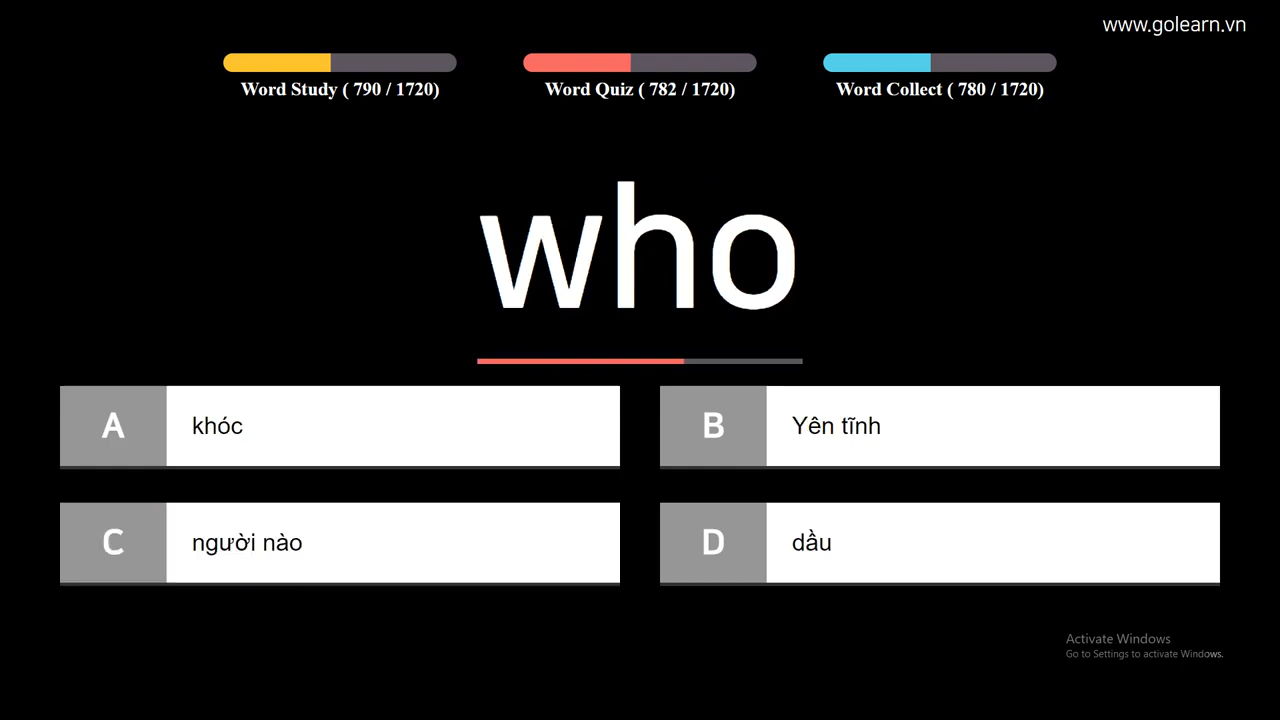 www.golearn.vn
Word Study ( 790 / 1720)
Word Quiz ( 782 / 1720)
Word Collect ( 780 / 1720)
who
A khóc
B Yên tĩnh
C người nào
D dầu
Activate Windows
Go to Settings to activate Windows.